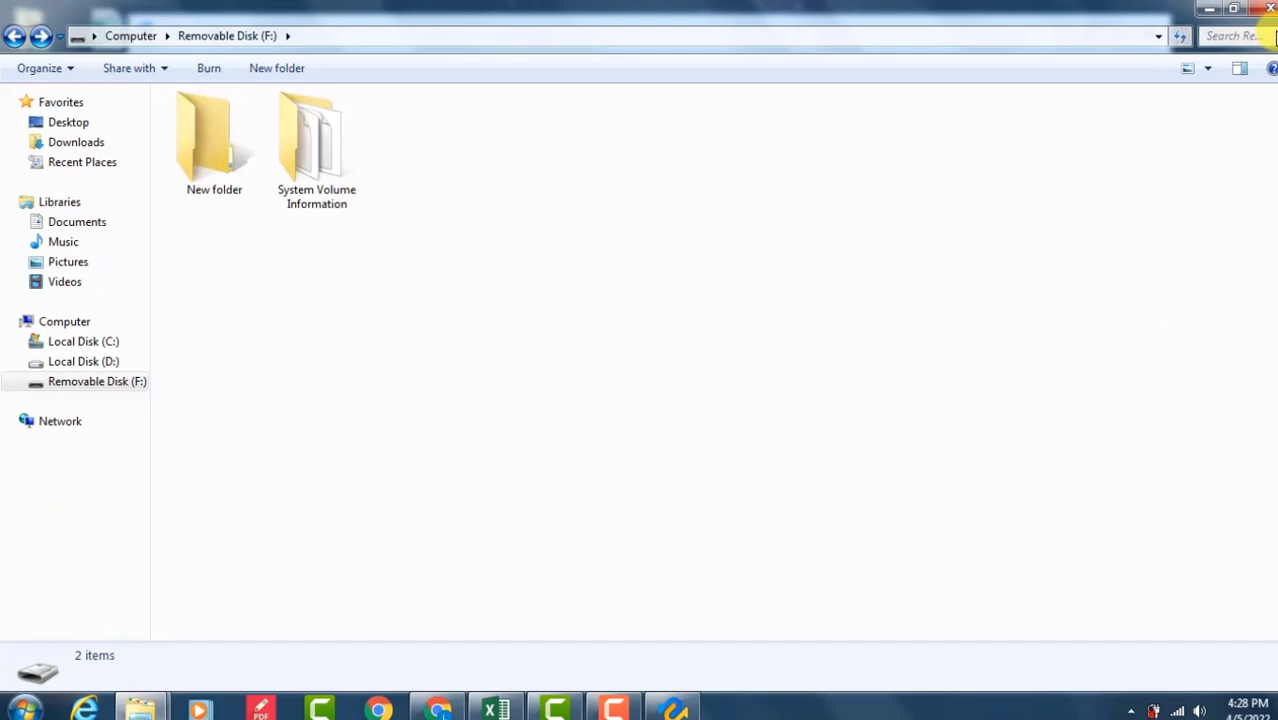 Computer Removable Disk (F:)
Search Re...
Organize Share with Burn New folder
Favorites
Desktop
Downloads
Recent Places
Libraries
Documents
Music
Pictures
Videos
Computer
Local Disk (C:)
Local Disk (D:)
Removable Disk (F:)
Network
New folder
System Volume
Information
2 items
PDF
4:28 PM